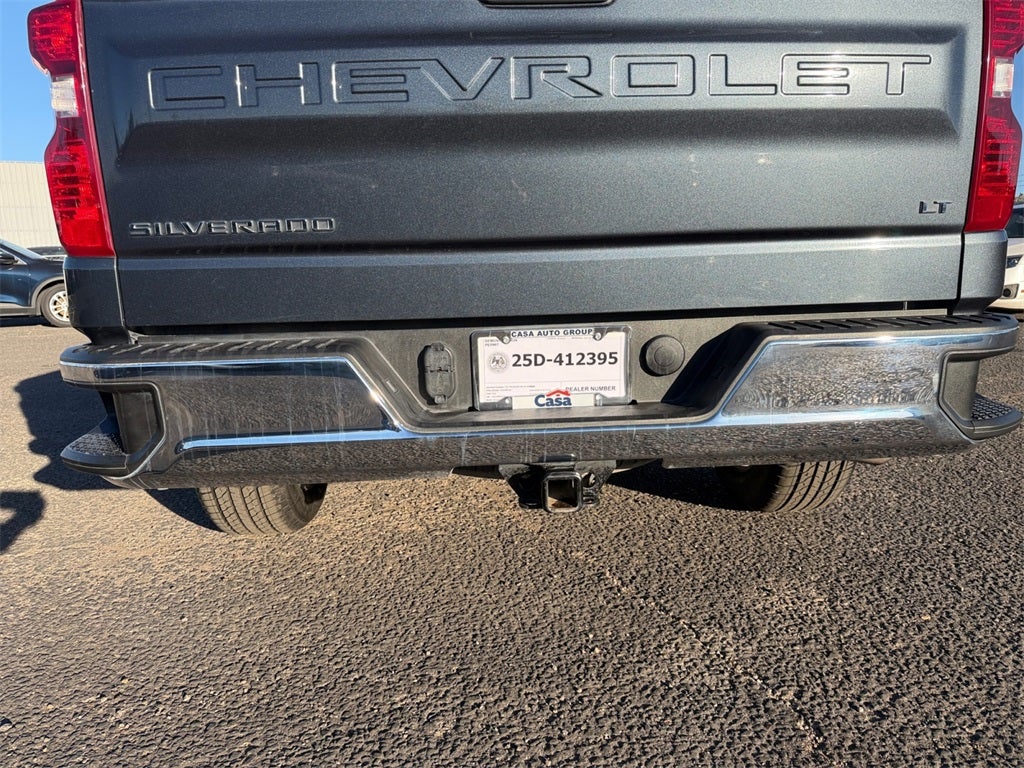 CHEVROLET
SILVERADO
LT
CASA AUTO GROUP
25D-412395
DEALER NUMBER
Casa